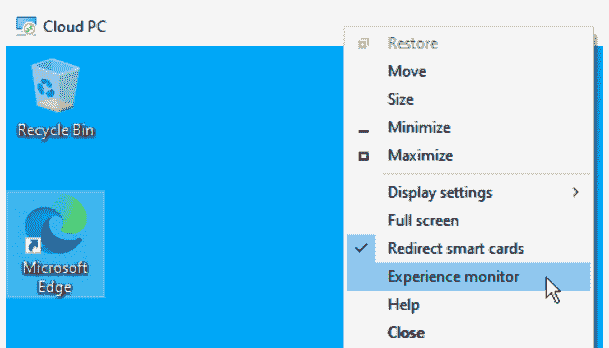 Cloud PC
Recycle Bin
Microsoft
Edge
Restore
Move
Size
Minimize
Maximize
Display settings
Full screen
Redirect smart cards
Experience monitor
Help
Close